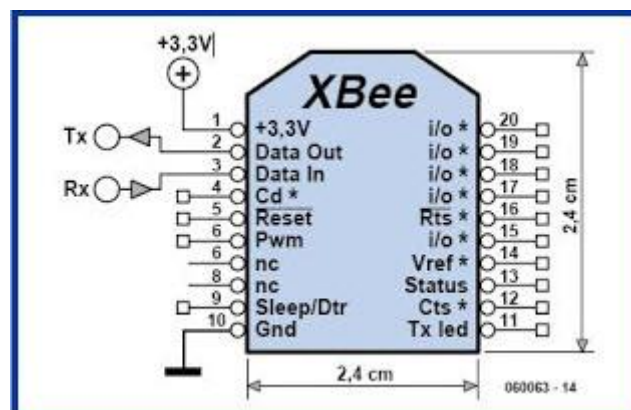 +3,3V
XBee
1 +3,3V i/o * 20
Tx 2 Data Out i/o * 19
3 Data In i/o * 18
Rx 4 Cd * i/o * 17
5 Reset Rts * 16
6 Pwm i/o * 15
6 nc Vref * 14
8 nc Status 13
9 Sleep/Dtr Cts * 12
10 Gnd Tx led 11
2,4 cm
2,4 cm
060063 - 14